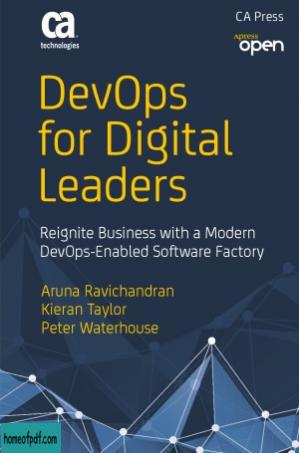 ca
technologies
CA Press
Apress
open
DevOps
for Digital
Leaders
Reignite Business with a Modern
DevOps-Enabled Software Factory
Aruna Ravichandran
Kieran Taylor
Peter Waterhouse
homeofpdf.com